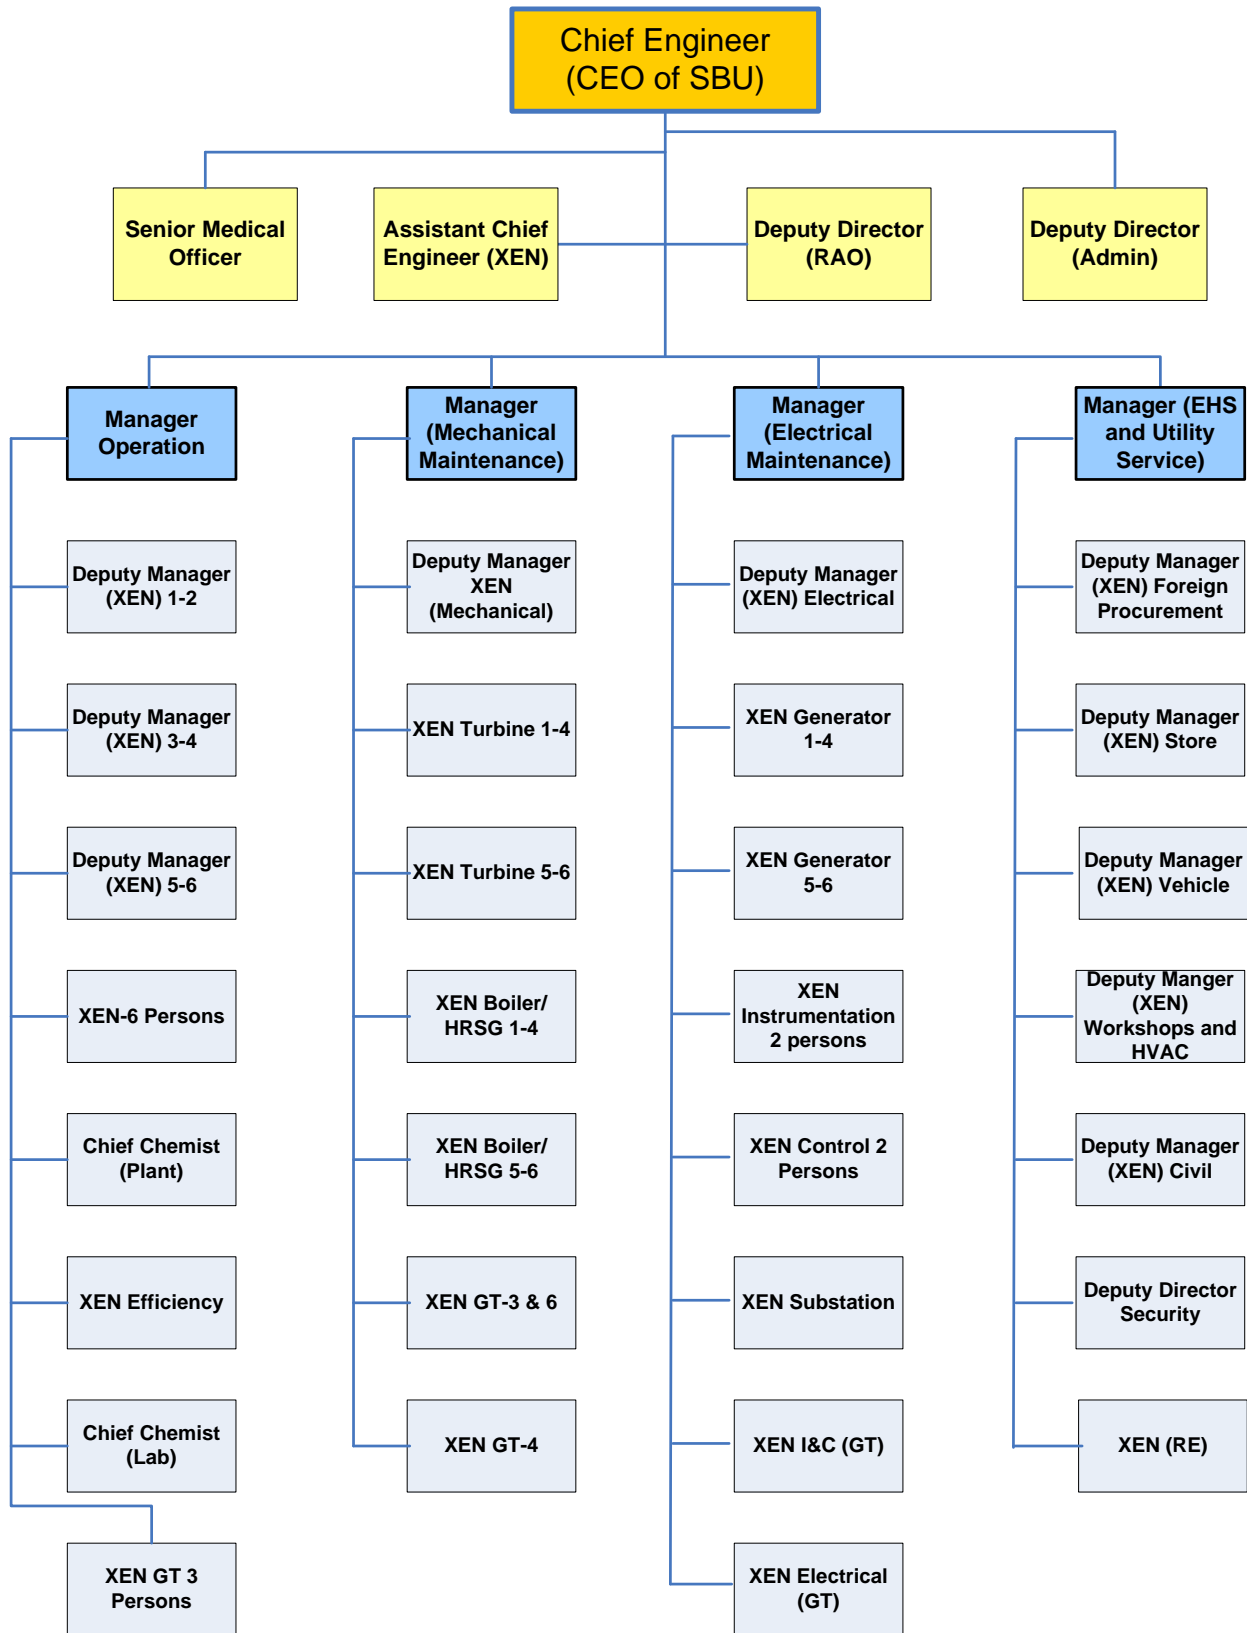 Chief Engineer
(CEO of SBU)
Senior Medical
Officer
Assistant Chief
Engineer (XEN)
Deputy Director
(RAO)
Deputy Director
(Admin)
Manager
Operation
Manager
(Mechanical
Maintenance)
Manager
(Electrical
Maintenance)
Manager (EHS
and Utility
Service)
Deputy Manager
(XEN) 1-2
Deputy Manager
XEN
(Mechanical)
Deputy Manager
(XEN) Electrical
Deputy Manager
(XEN) Foreign
Procurement
Deputy Manager
(XEN) 3-4
XEN Turbine 1-4
XEN Generator
1-4
Deputy Manager
(XEN) Store
Deputy Manager
(XEN) 5-6
XEN Turbine 5-6
XEN Generator
5-6
Deputy Manager
(XEN) Vehicle
XEN-6 Persons
XEN Boiler/
HRSG 1-4
XEN
Instrumentation
2 persons
Deputy Manger
(XEN)
Workshops and
HVAC
Chief Chemist
(Plant)
XEN Boiler/
HRSG 5-6
XEN Control 2
Persons
Deputy Manager
(XEN) Civil
XEN Efficiency
XEN GT-3 & 6
XEN Substation
Deputy Director
Security
Chief Chemist
(Lab)
XEN GT-4
XEN I&C (GT)
XEN (RE)
XEN GT 3
Persons
XEN Electrical
(GT)